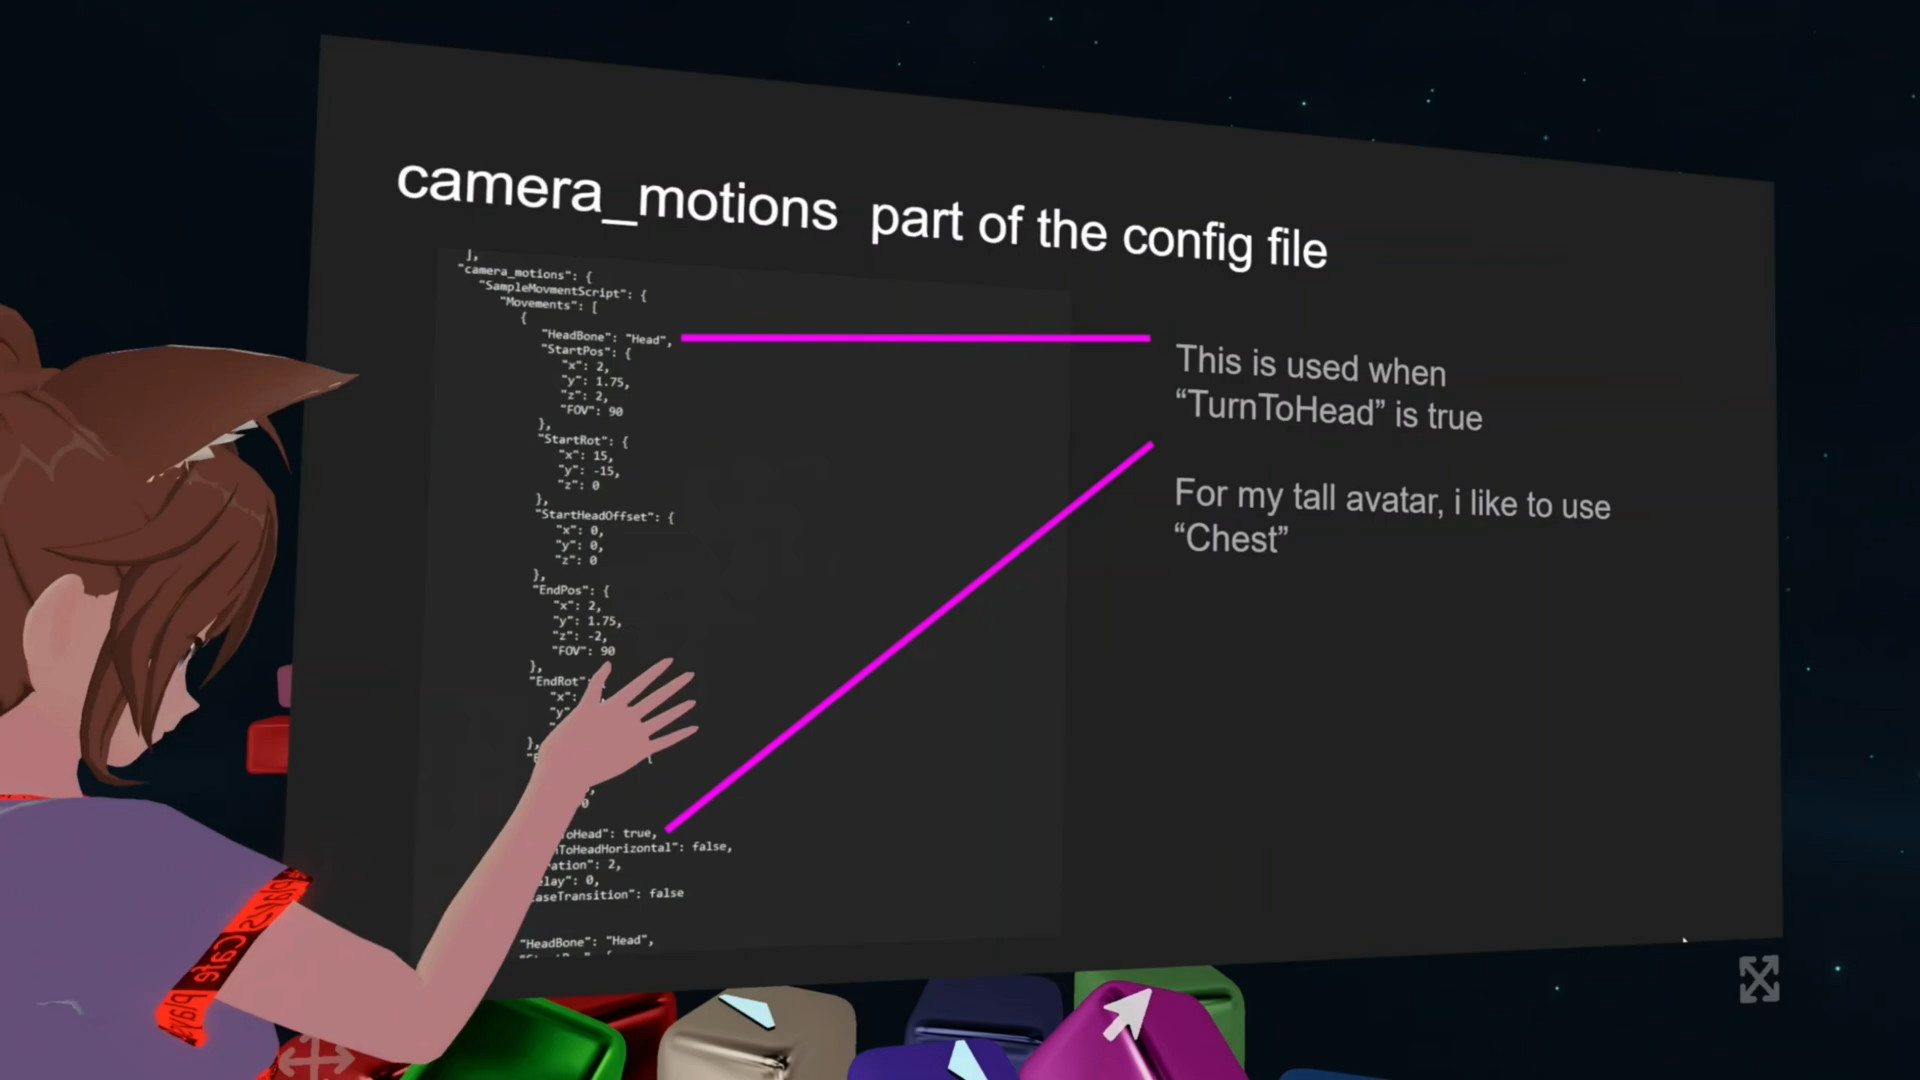 camera_motions part of the config file
],
"camera_motions": {
"SampleMovmentScript": {
"Movements": [
{
"HeadBone": "Head",
"StartPos": {
"x": 2,
"y": 1.75,
"z": 2,
"FOV": 90
},
"StartRot": {
"x": 15,
"y": -15,
"z": 0
},
"StartHeadOffset": {
"x": 0,
"y": 0,
"z": 0
},
"EndPos": {
"x": 2,
"y": 1.75,
"z": -2,
"FOV": 90
},
"EndRot":
"x":
"y"
},
{
0
oHead": true,
ToHeadHorizontal": false,
ation": 2,
lay": 0,
aseTransition": false
"HeadBone": "Head",
This is used when
“TurnToHead” is true
For my tall avatar, i like to use
“Chest”